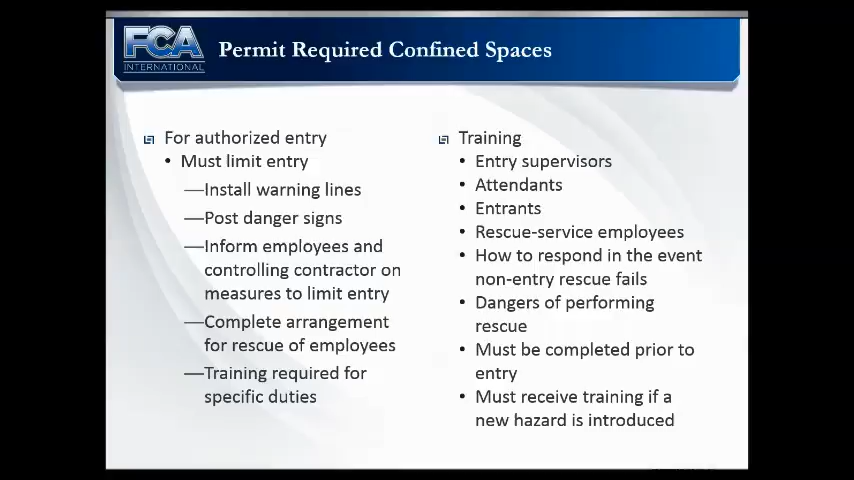 FCA
INTERNATIONAL
Permit Required Confined Spaces
For authorized entry
• Must limit entry
—Install warning lines
—Post danger signs
—Inform employees and
controlling contractor on
measures to limit entry
—Complete arrangement
for rescue of employees
—Training required for
specific duties
Training
• Entry supervisors
• Attendants
• Entrants
• Rescue-service employees
• How to respond in the event
non-entry rescue fails
• Dangers of performing
rescue
• Must be completed prior to
entry
• Must receive training if a
new hazard is introduced